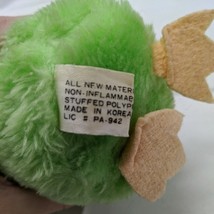 ALL NEW MATER
NON-INFLAMMAB
STUFFED POLYP
MADE IN KOREA
LIC # PA-942